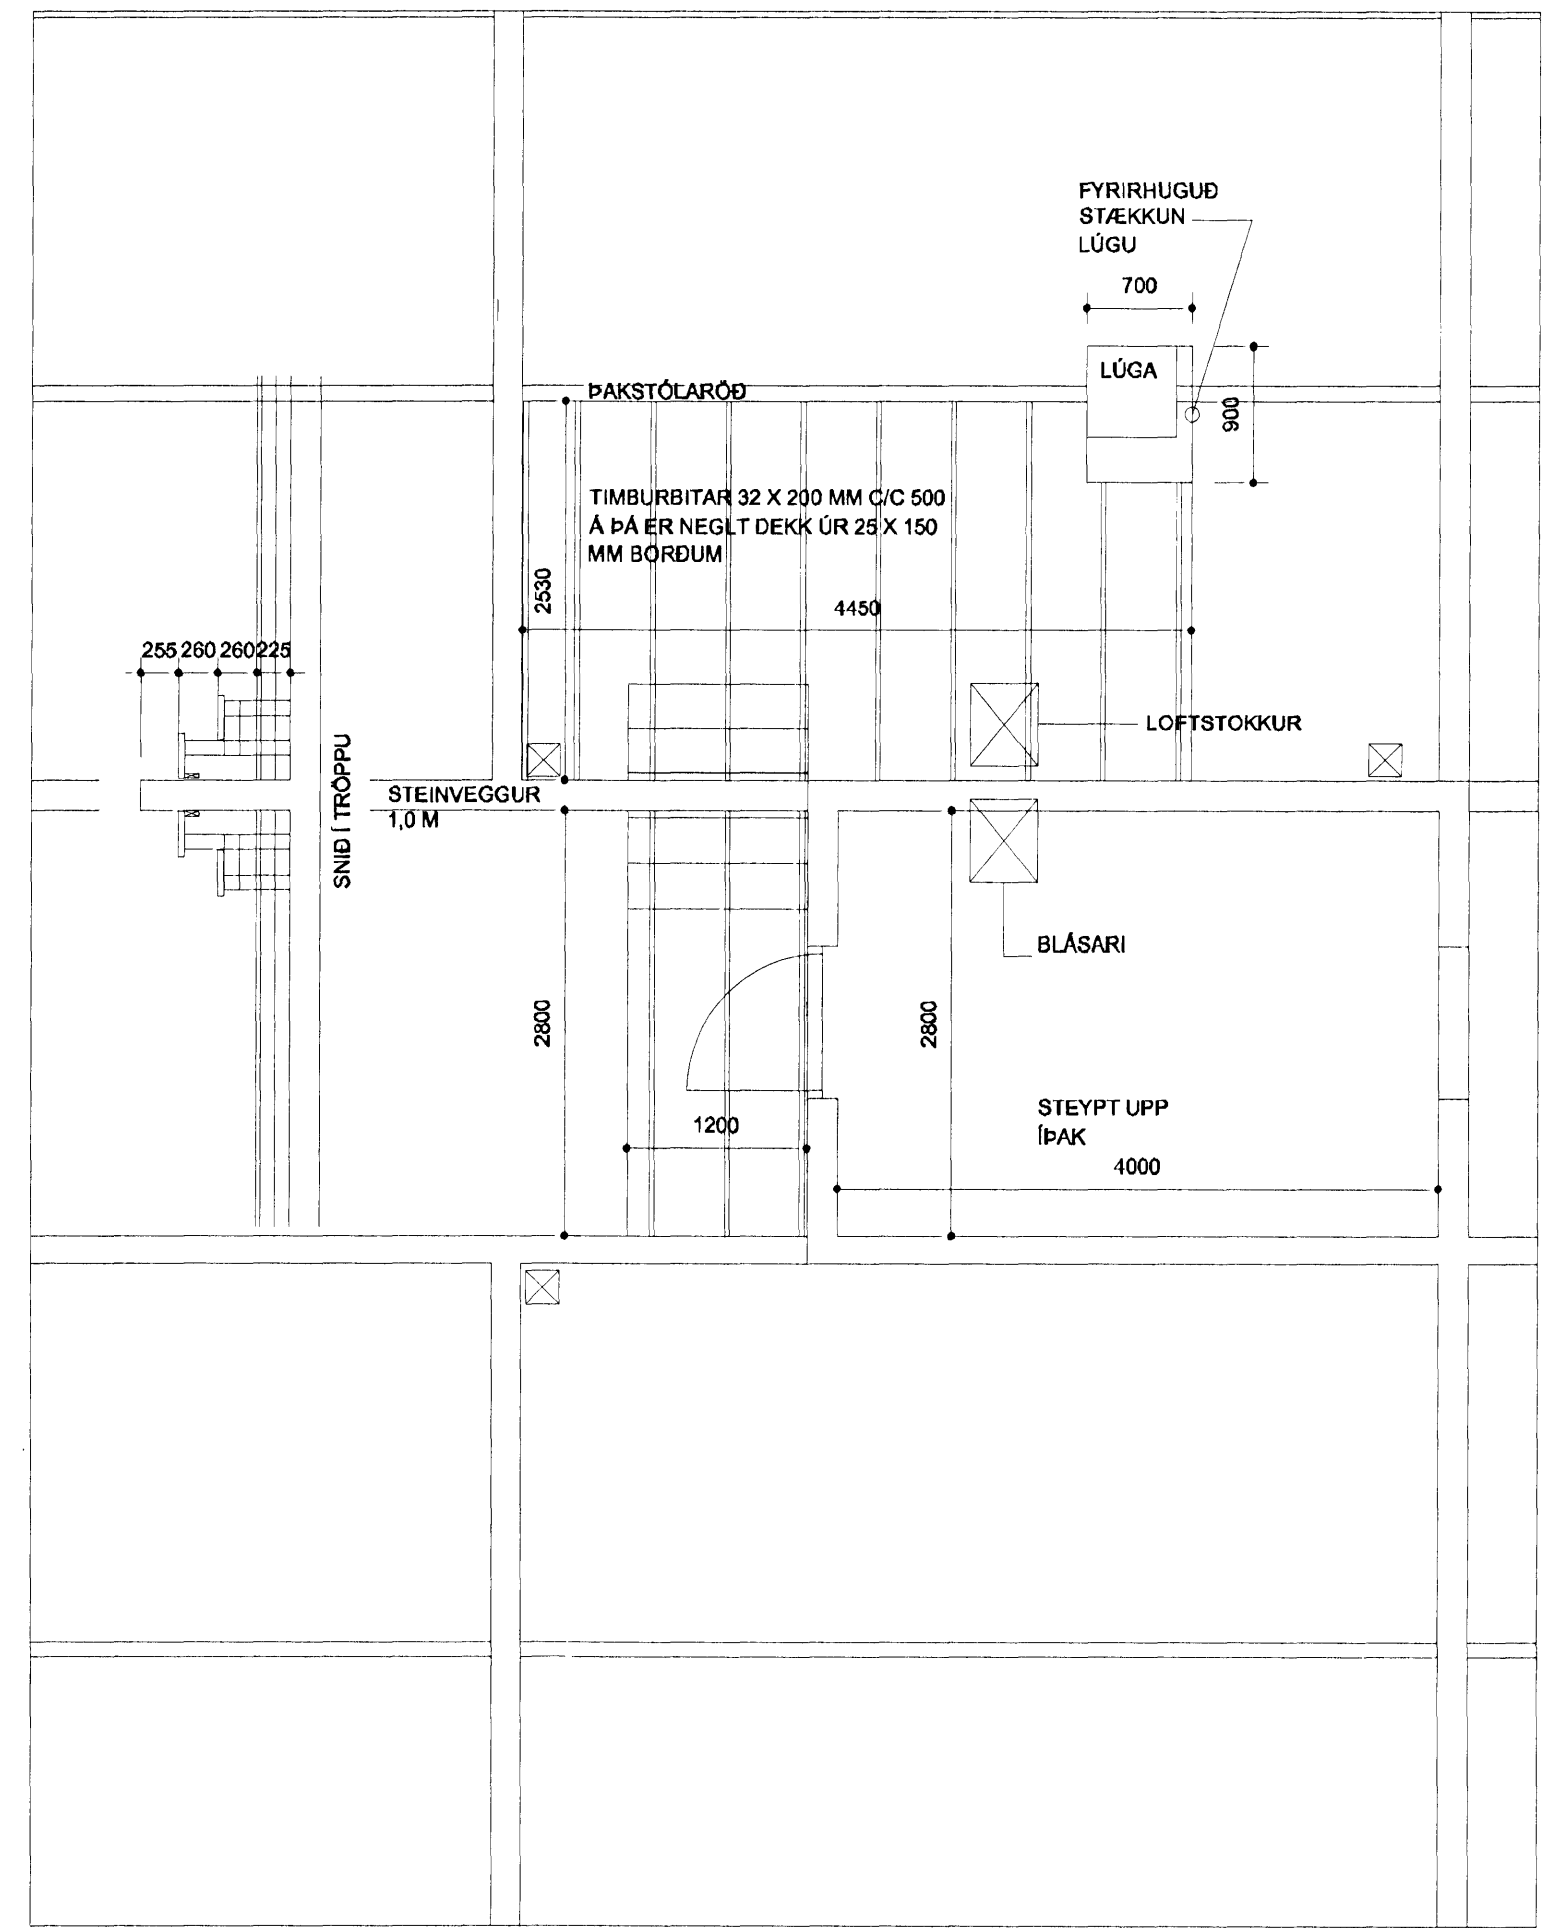 FYRIRHUGUÐ
STÆKKUN
LÚGU
700
LÚGA
900
ÞAKSTÓLARÖÐ
TIMBURBITAR 32 X 200 MM C/C 500
Á ÞÁ ER NEGLT DEKK ÚR 25 X 150
MM BORÐUM
2530
4450
255 260 260 225
LOFTSTOKKUR
SNIÐ Í TRÖPPU
STEINVEGGUR
1,0 M
BLÁSARI
2800
2800
STEYPT UPP
ÍÞAK
1200
4000